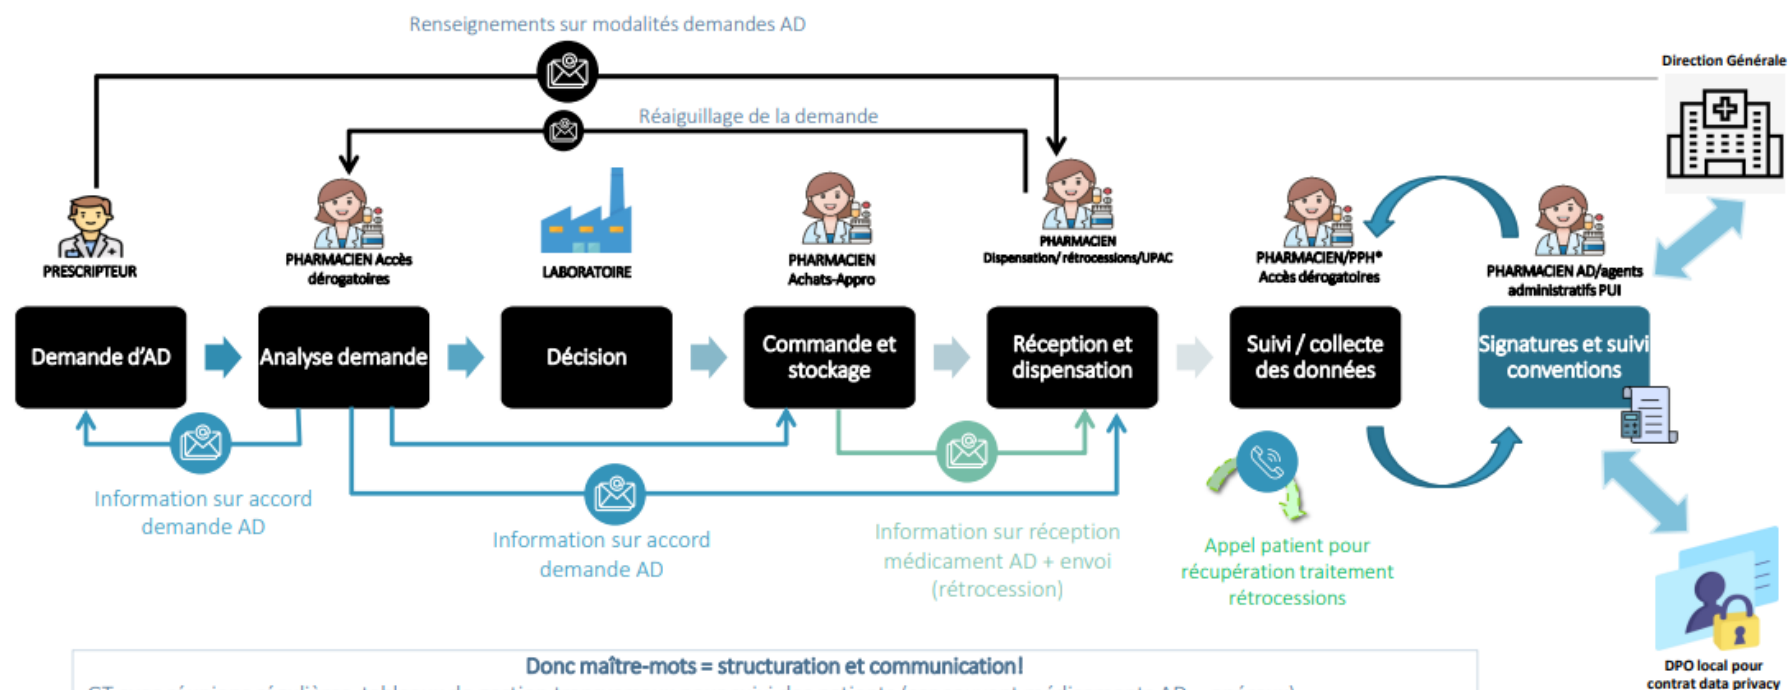 Renseignements sur modalités demandes AD
Direction Générale
Réaiguillage de la demande
PRESCRIPTEUR
PHARMACIEN Accès
dérogatoires
LABORATOIRE
PHARMACIEN
Achats-Appro
PHARMACIEN
Dispensation/ rétrocessions/UPAC
PHARMACIEN/PPH*
Accès dérogatoires
PHARMACIEN AD/agents
administratifs PUI
Demande d'AD
Analyse demande
Décision
Commande et
stockage
Réception et
dispensation
Suivi / collecte
des données
Signatures et suivi
conventions
Information sur accord
demande AD
Information sur accord
demande AD
Information sur réception
médicament AD + envoi
(rétrocession)
Appel patient pour
récupération traitement
rétrocessions
DPO local pour
contrat data privacy
Donc maître-mots = structuration et communication!